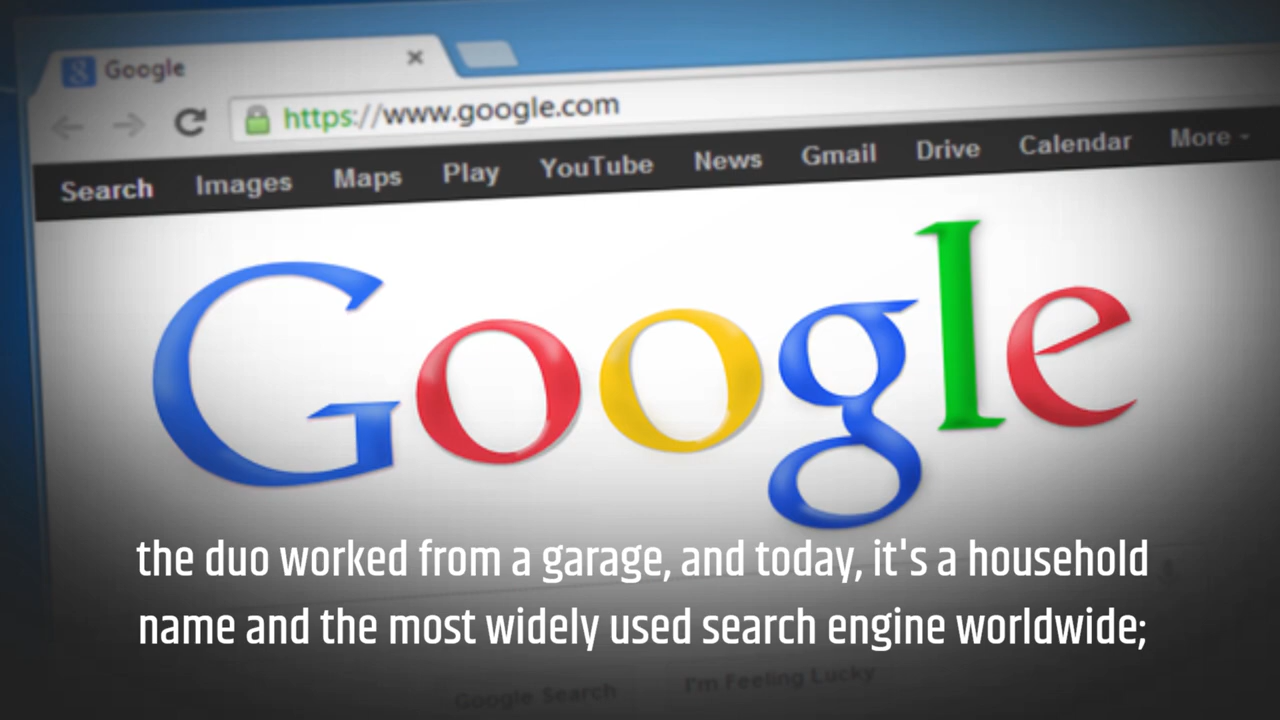 Google
https://www.google.com
Search Images Maps Play YouTube News Gmail Drive Calendar More
Google
the duo worked from a garage, and today, it's a household
name and the most widely used search engine worldwide;
Google Search I'm Feeling Lucky